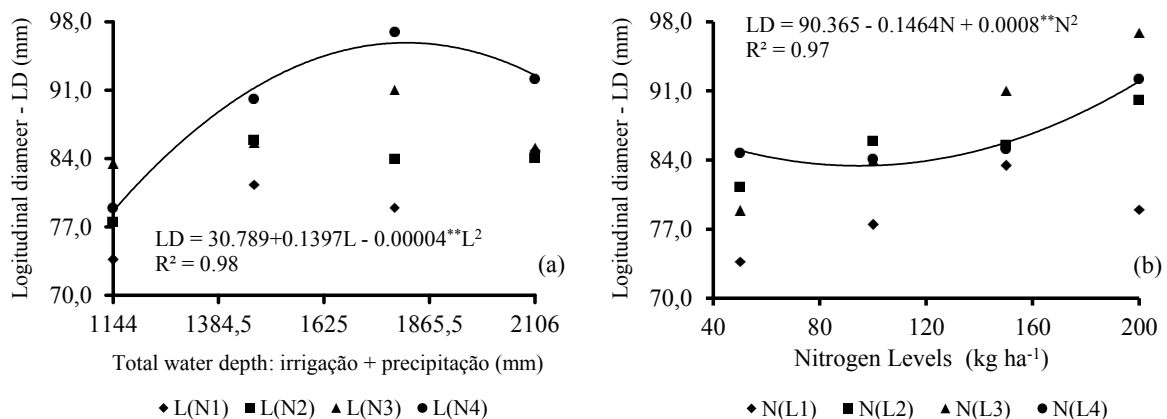 Logitudinal diameer - LD (mm)
98,0
91,0
84,0
77,0
70,0
LD = 30.789+0.1397L - 0.00004**L²
R² = 0.98
(a)
1144 1384,5 1625 1865,5 2106
Total water depth: irrigação + precipitação (mm)
L(N1) L(N2) L(N3) L(N4)
Logitudinal diameer - LD (mm)
98,0
91,0
84,0
77,0
70,0
LD = 90.365 - 0.1464N + 0.0008**N²
R² = 0.97
(b)
40 80 120 160 200
Nitrogen Levels (kg ha⁻¹)
N(L1) N(L2) N(L3) N(L4)